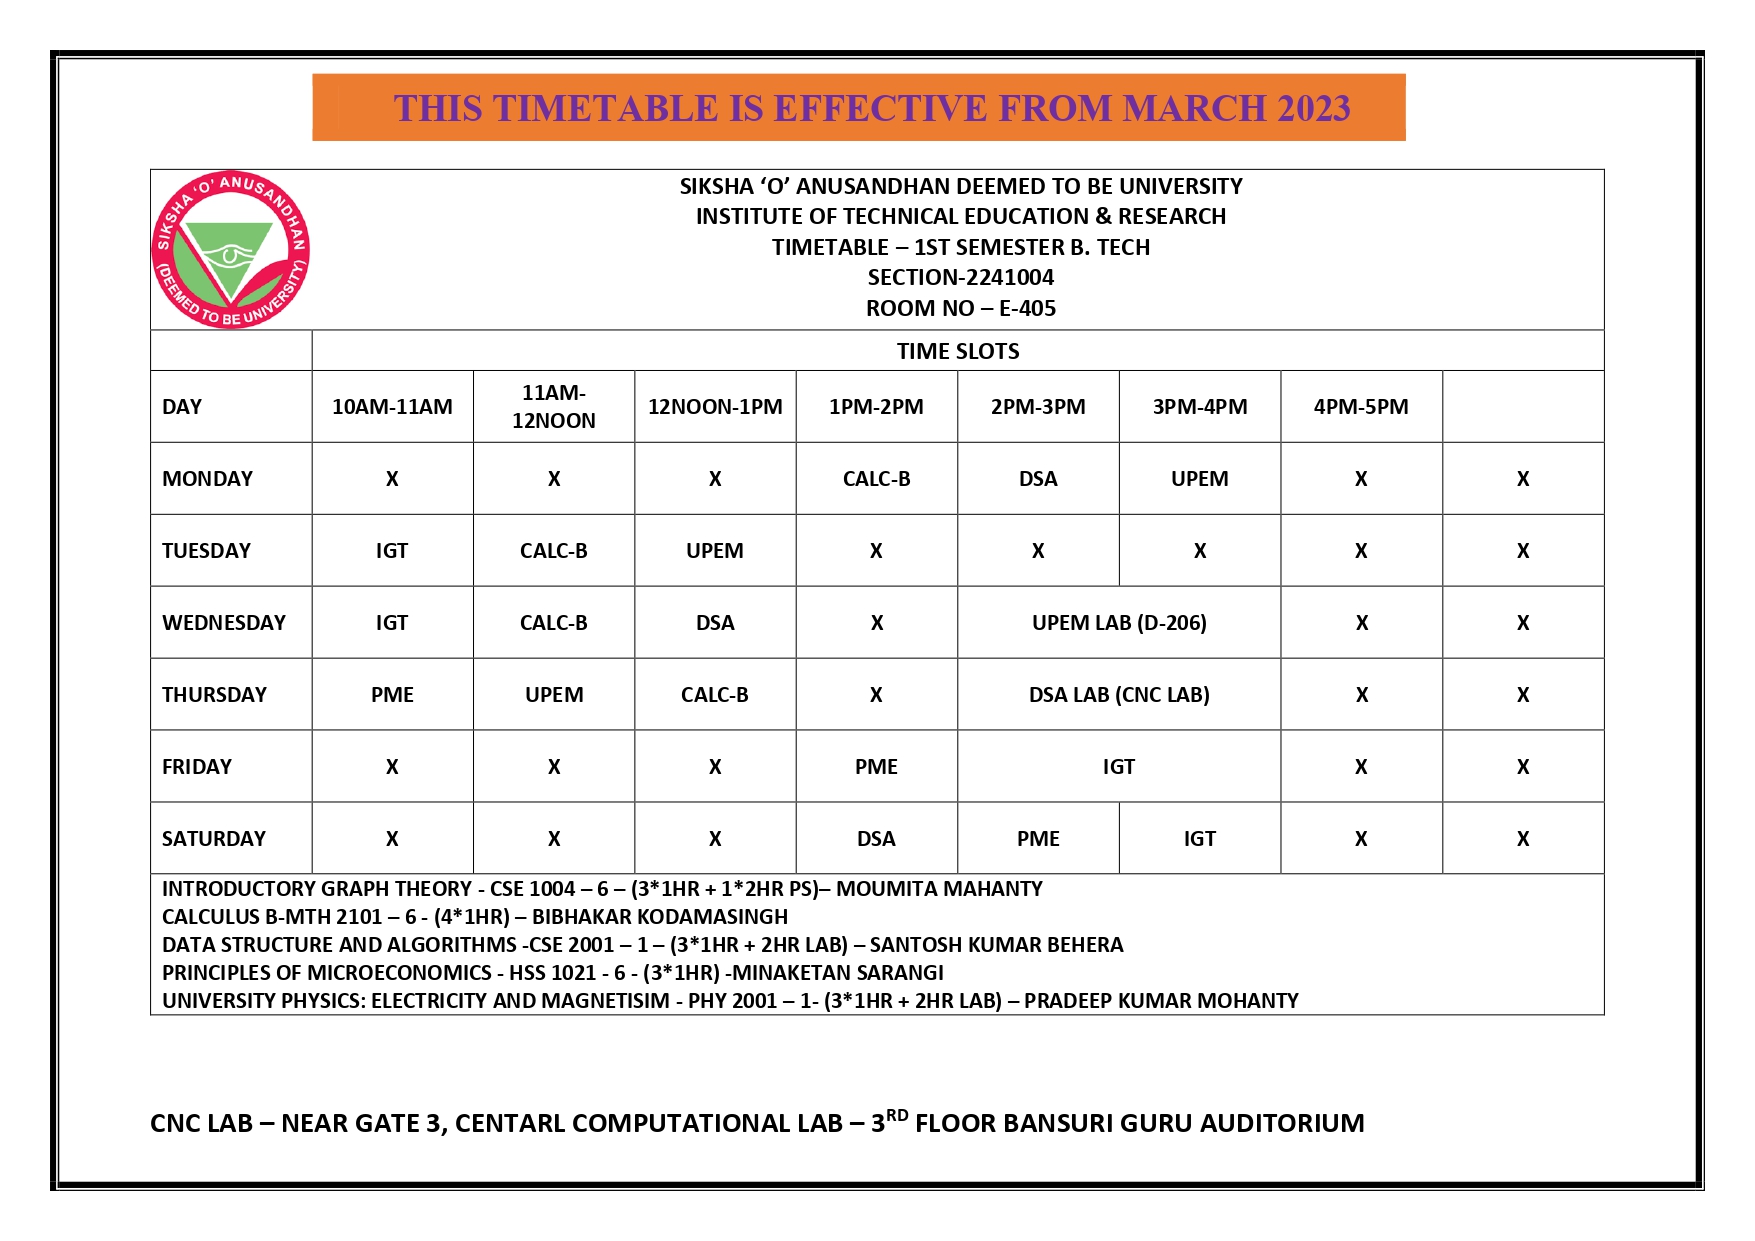 THIS TIMETABLE IS EFFECTIVE FROM MARCH 2023
SIKSHA 'O' ANUSANDHAN
(DEEMED TO BE UNIVERSITY)
SIKSHA ‘O’ ANUSANDHAN DEEMED TO BE UNIVERSITY
INSTITUTE OF TECHNICAL EDUCATION & RESEARCH
TIMETABLE – 1ST SEMESTER B. TECH
SECTION-2241004
ROOM NO – E-405
TIME SLOTS
DAY 10AM-11AM 11AM-12NOON 12NOON-1PM 1PM-2PM 2PM-3PM 3PM-4PM 4PM-5PM
MONDAY X X X CALC-B DSA UPEM X X
TUESDAY IGT CALC-B UPEM X X X X X
WEDNESDAY IGT CALC-B DSA X UPEM LAB (D-206) X X
THURSDAY PME UPEM CALC-B X DSA LAB (CNC LAB) X X
FRIDAY X X X PME IGT X X
SATURDAY X X X DSA PME IGT X X
INTRODUCTORY GRAPH THEORY - CSE 1004 – 6 – (3*1HR + 1*2HR PS)– MOUMITA MAHANTY
CALCULUS B-MTH 2101 – 6 - (4*1HR) – BIBHAKAR KODAMASINGH
DATA STRUCTURE AND ALGORITHMS -CSE 2001 – 1 – (3*1HR + 2HR LAB) – SANTOSH KUMAR BEHERA
PRINCIPLES OF MICROECONOMICS - HSS 1021 - 6 - (3*1HR) -MINAKETAN SARANGI
UNIVERSITY PHYSICS: ELECTRICITY AND MAGNETISIM - PHY 2001 – 1- (3*1HR + 2HR LAB) – PRADEEP KUMAR MOHANTY
CNC LAB – NEAR GATE 3, CENTARL COMPUTATIONAL LAB – 3RD FLOOR BANSURI GURU AUDITORIUM